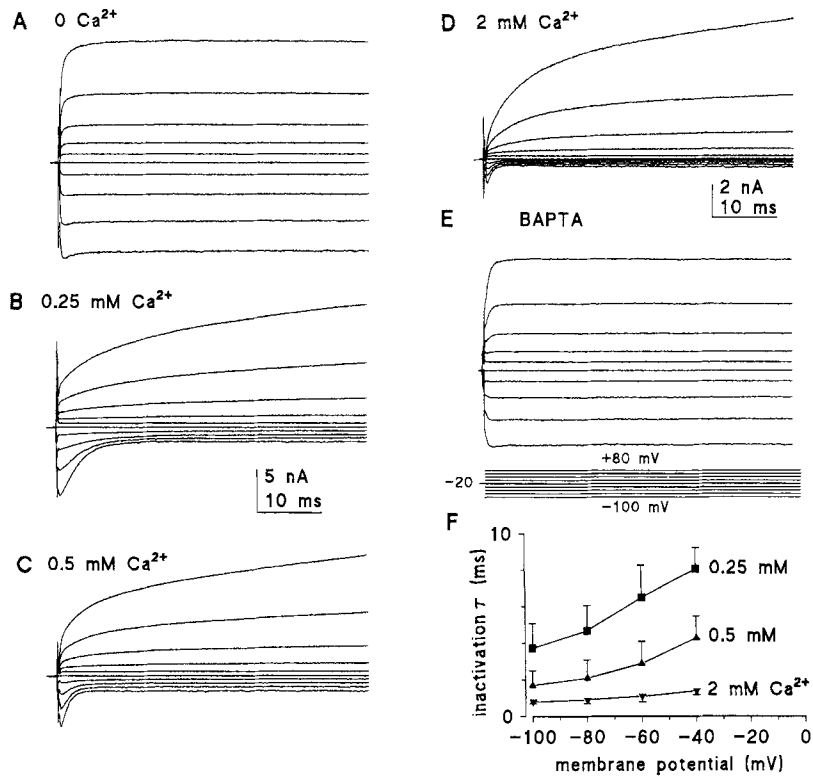 A 0 Ca²⁺
B 0.25 mM Ca²⁺
5 nA
10 ms
C 0.5 mM Ca²⁺
D 2 mM Ca²⁺
2 nA
10 ms
E BAPTA
+80 mV
-20
-100 mV
F
10
0
inactivation τ (ms)
0.25 mM
0.5 mM
2 mM Ca²⁺
-100 -80 -60 -40 -20 0
membrane potential (mV)